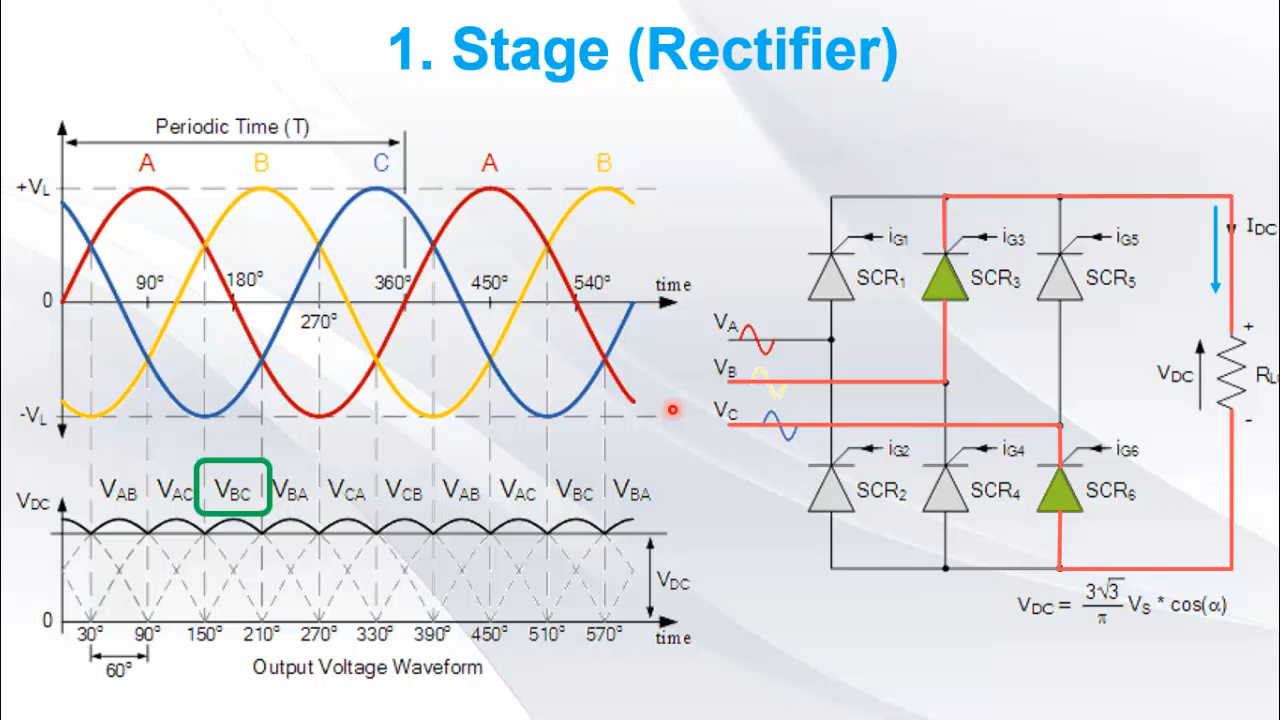 1. Stage (Rectifier)
Periodic Time (T)
A B C A B
+VL
90° 180° 360° 450° 540° time
0
270°
-VL
VAB VAC VBC VBA VCA VCB VAB VAC VBC VBA
VDC
VDC
0
30° 90° 150° 210° 270° 330° 390° 450° 510° 570° time
60°
Output Voltage Waveform
iG1 iG3 iG5 IDC
SCR1 SCR3 SCR5
VA
+
VB
VDC
VC
-
iG2 iG4 iG6
SCR2 SCR4 SCR6
VDC = 3√3/π VS * cos(α)